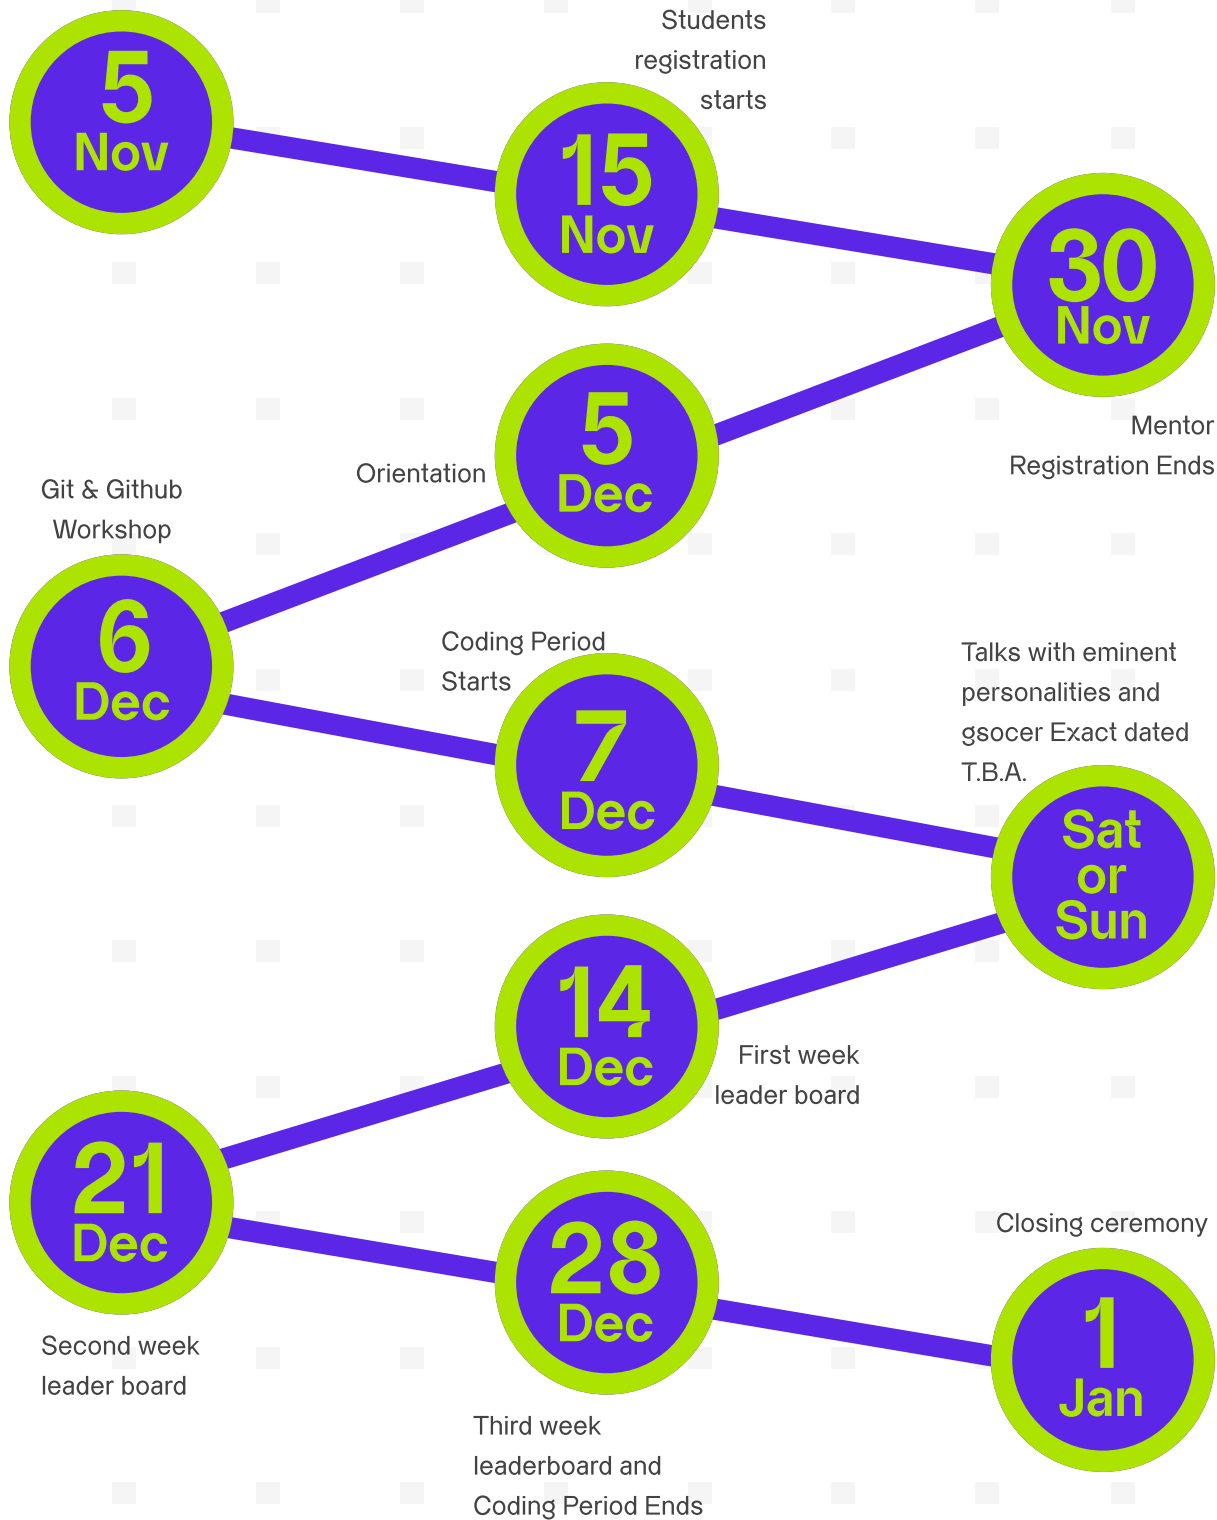 5
Nov
Students
registration
starts
15
Nov
30
Nov
Mentor
Registration Ends
Orientation
5
Dec
Git & Github
Workshop
6
Dec
Coding Period
Starts
7
Dec
Talks with eminent
personalities and
gsocer Exact dated
T.B.A.
Sat
or
Sun
14
Dec
First week
leader board
21
Dec
Second week
leader board
28
Dec
Third week
leaderboard and
Coding Period Ends
Closing ceremony
1
Jan